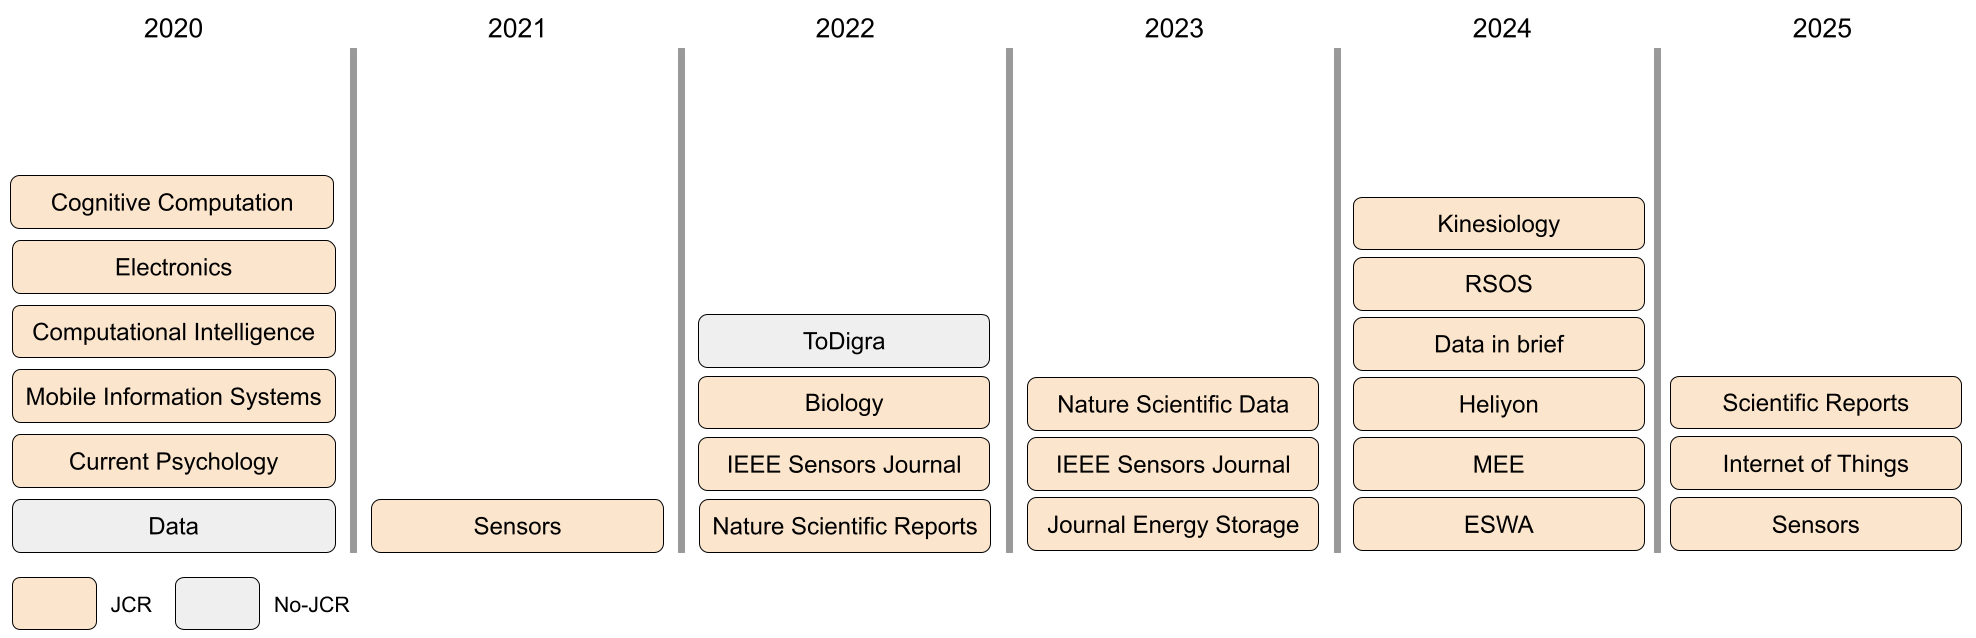 2020
2021
2022
2023
2024
2025
Cognitive Computation
Electronics
Computational Intelligence
Mobile Information Systems
Current Psychology
Data
Sensors
ToDigra
Biology
IEEE Sensors Journal
Nature Scientific Reports
Nature Scientific Data
IEEE Sensors Journal
Journal Energy Storage
Kinesiology
RSOS
Data in brief
Heliyon
MEE
ESWA
Scientific Reports
Internet of Things
Sensors
JCR
No-JCR